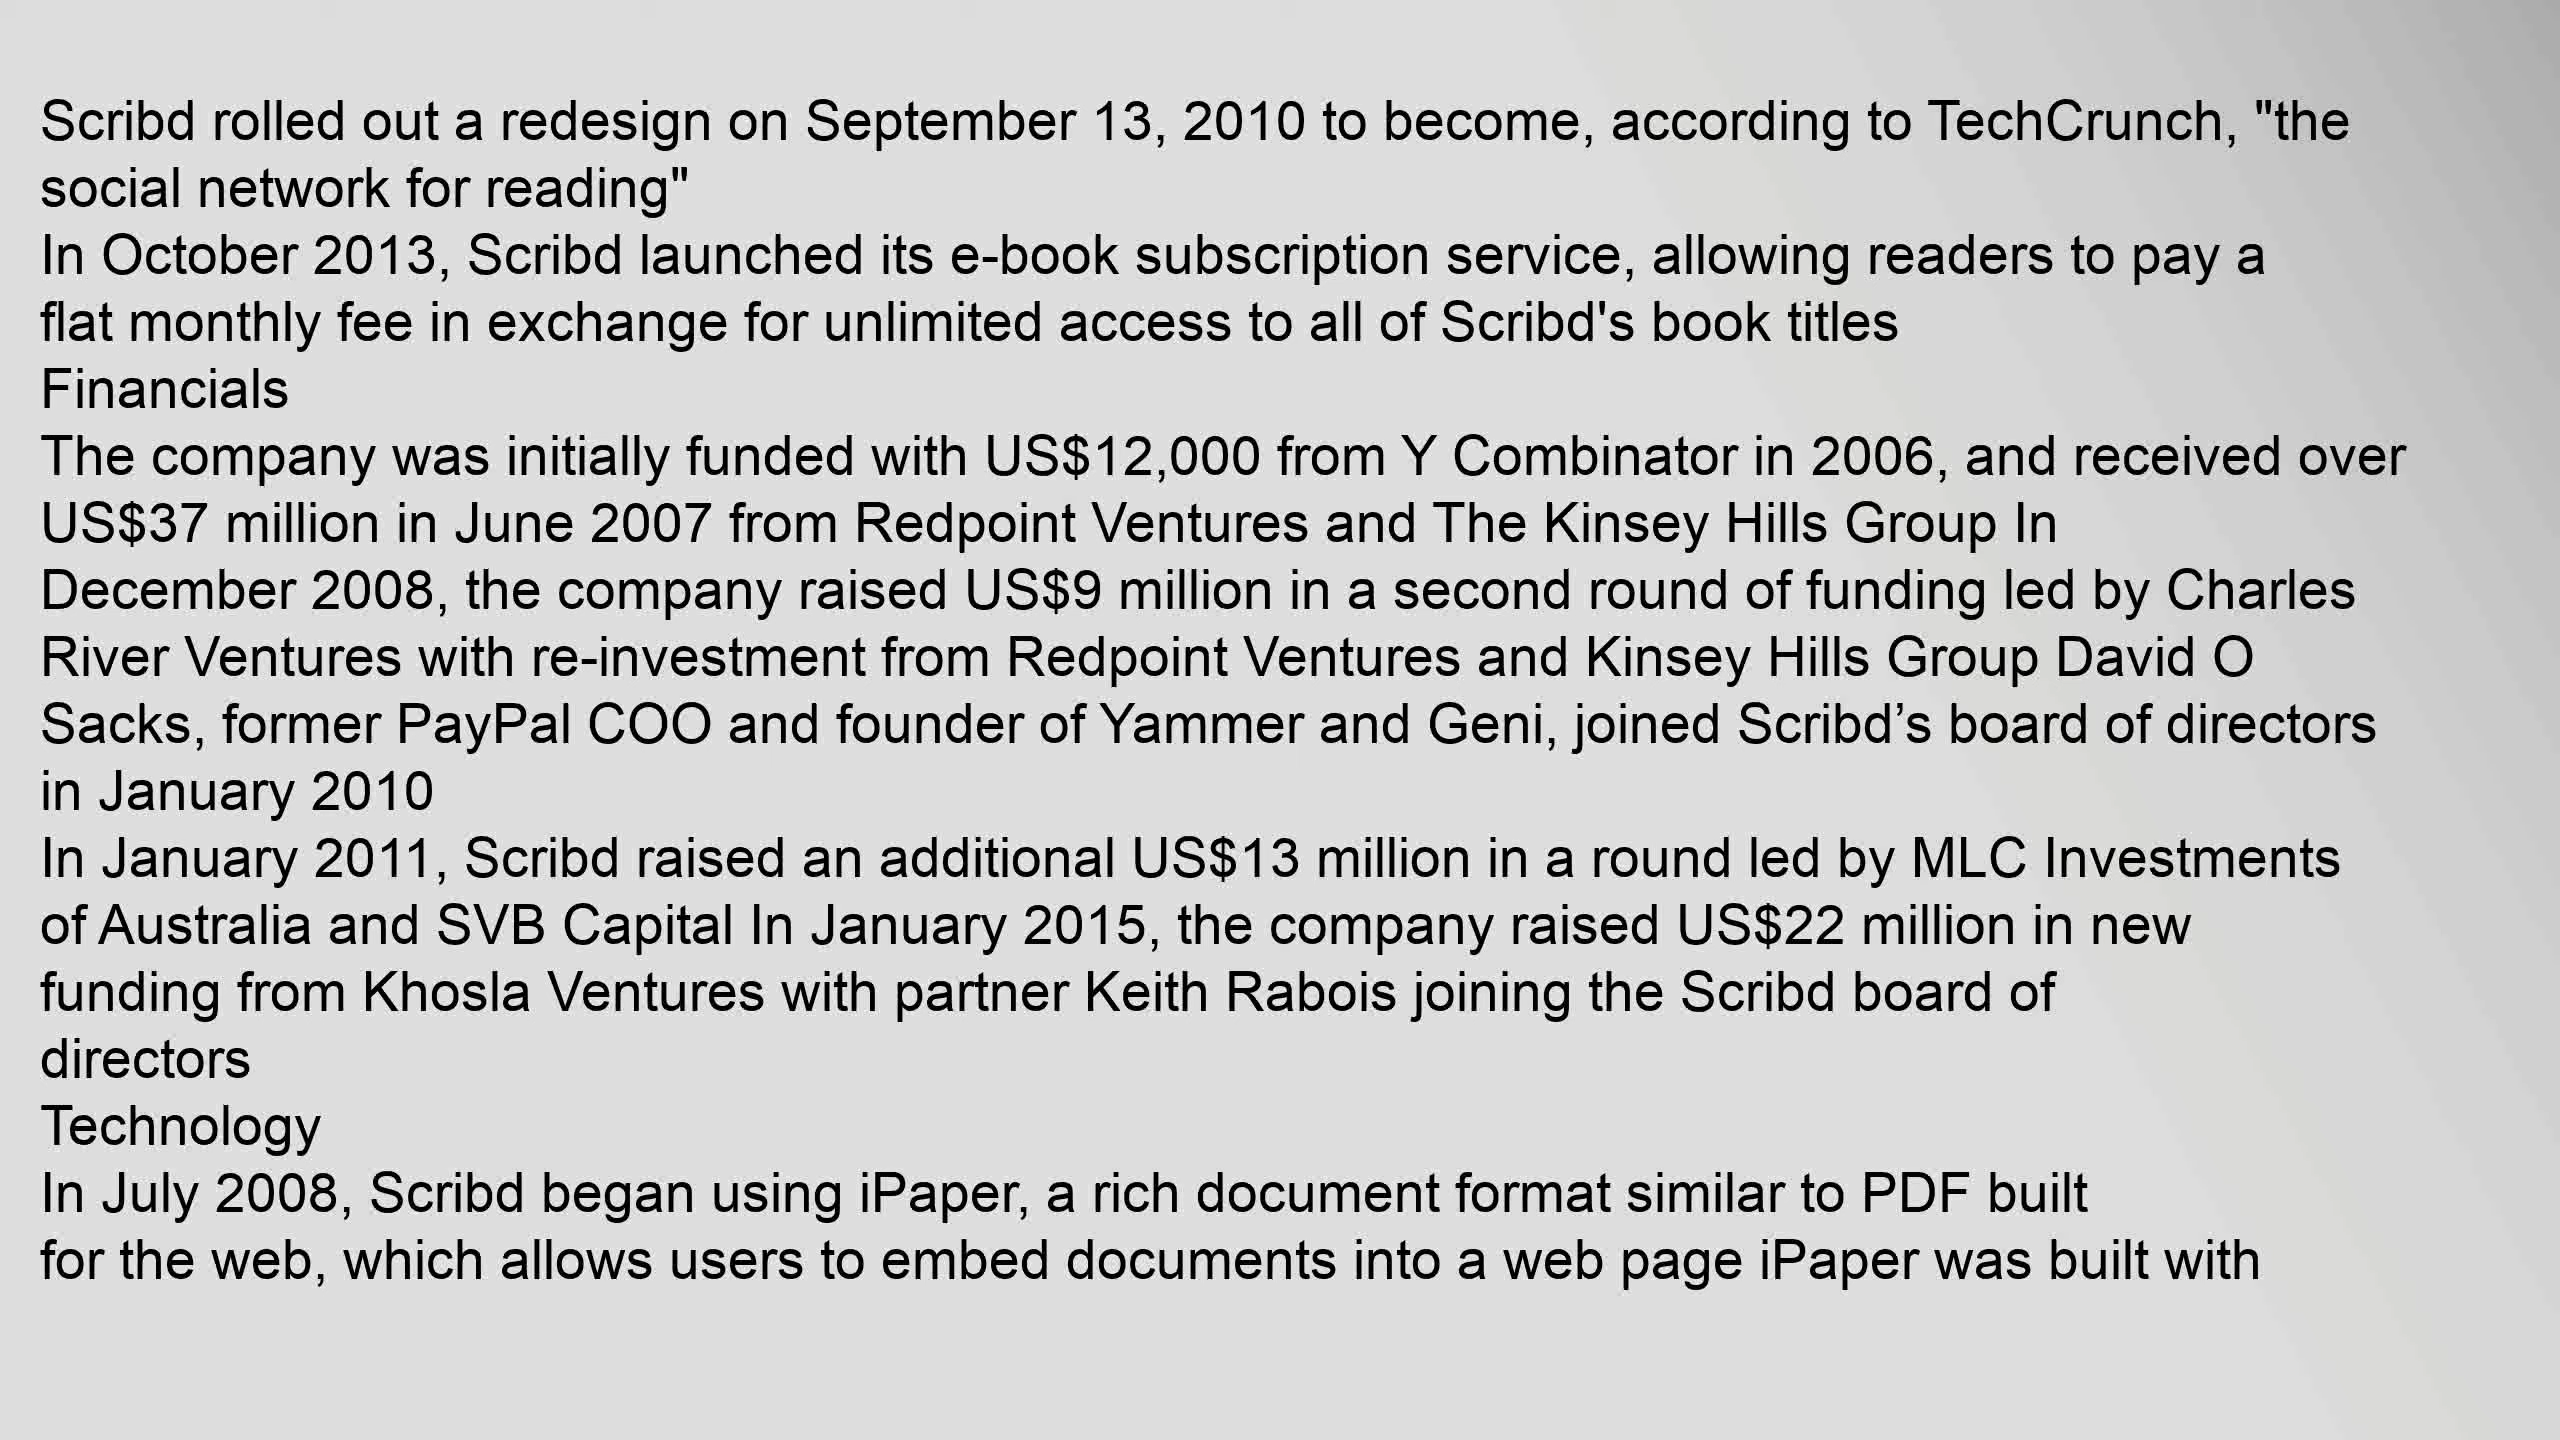 Scribd rolled out a redesign on September 13, 2010 to become, according to TechCrunch, "the
social network for reading"
In October 2013, Scribd launched its e-book subscription service, allowing readers to pay a
flat monthly fee in exchange for unlimited access to all of Scribd's book titles
Financials
The company was initially funded with US$12,000 from Y Combinator in 2006, and received over
US$37 million in June 2007 from Redpoint Ventures and The Kinsey Hills Group In
December 2008, the company raised US$9 million in a second round of funding led by Charles
River Ventures with re-investment from Redpoint Ventures and Kinsey Hills Group David O
Sacks, former PayPal COO and founder of Yammer and Geni, joined Scribd’s board of directors
in January 2010
In January 2011, Scribd raised an additional US$13 million in a round led by MLC Investments
of Australia and SVB Capital In January 2015, the company raised US$22 million in new
funding from Khosla Ventures with partner Keith Rabois joining the Scribd board of
directors
Technology
In July 2008, Scribd began using iPaper, a rich document format similar to PDF built
for the web, which allows users to embed documents into a web page iPaper was built with